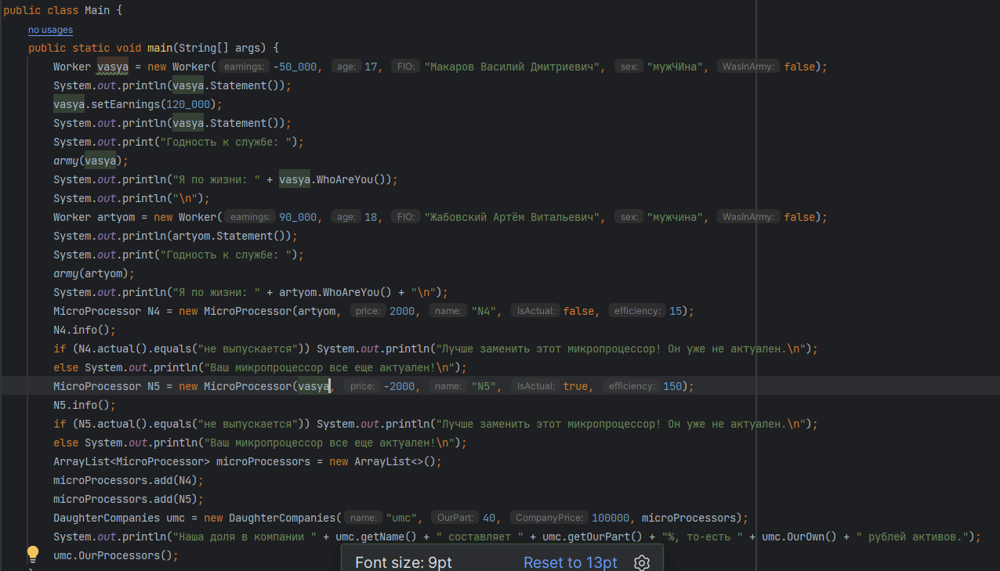 public class Main {
no usages
public static void main(String[] args) {
Worker vasya = new Worker( earnings: -50_000, age: 17, FIO: "Макаров Василий Дмитриевич", sex: "мужЧИна", WasInArmy: false);
System.out.println(vasya.Statement());
vasya.setEarnings(120_000);
System.out.println(vasya.Statement());
System.out.print("Годность к службе: ");
army(vasya);
System.out.println("Я по жизни: " + vasya.WhoAreYou());
System.out.println("\n");
Worker artyom = new Worker( earnings: 90_000, age: 18, FIO: "Жабовский Артём Витальевич", sex: "мужчина", WasInArmy: false);
System.out.println(artyom.Statement());
System.out.print("Годность к службе: ");
army(artyom);
System.out.println("Я по жизни: " + artyom.WhoAreYou() + "\n");
MicroProcessor N4 = new MicroProcessor(artyom, price: 2000, name: "N4", IsActual: false, efficiency: 15);
N4.info();
if (N4.actual().equals("не выпускается")) System.out.println("Лучше заменить этот микропроцессор! Он уже не актуален.\n");
else System.out.println("Ваш микропроцессор все еще актуален!\n");
MicroProcessor N5 = new MicroProcessor(vasya, price: -2000, name: "N5", IsActual: true, efficiency: 150);
N5.info();
if (N5.actual().equals("не выпускается")) System.out.println("Лучше заменить этот микропроцессор! Он уже не актуален.\n");
else System.out.println("Ваш микропроцессор все еще актуален!\n");
ArrayList<MicroProcessor> microProcessors = new ArrayList<>();
microProcessors.add(N4);
microProcessors.add(N5);
DaughterCompanies umc = new DaughterCompanies( name: "umc", OurPart: 40, CompanyPrice: 100000, microProcessors);
System.out.println("Наша доля в компании " + umc.getName() + " составляет " + umc.getOurPart() + "%, то-есть " + umc.OurOwn() + " рублей активов.");
umc.OurProcessors();
Font size: 9pt Reset to 13pt